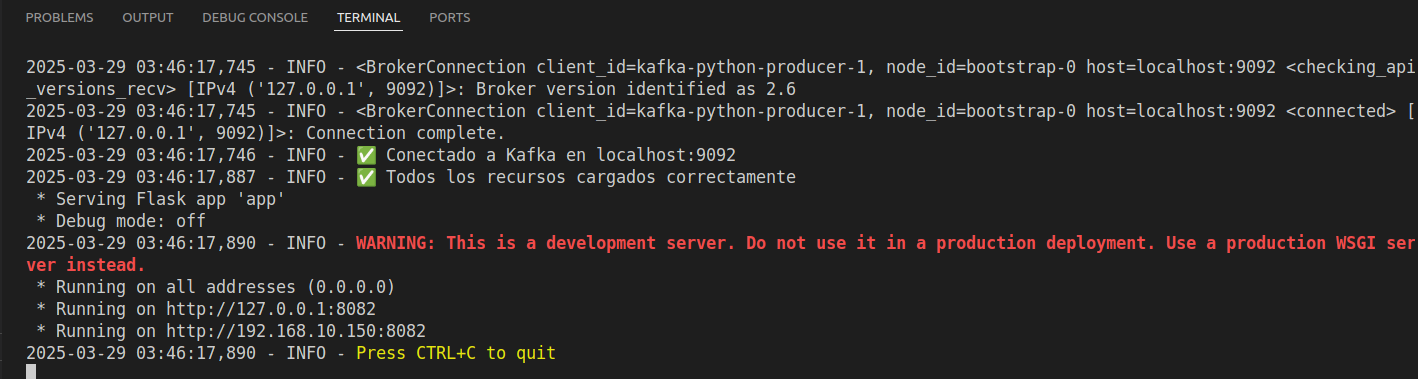 PROBLEMS OUTPUT DEBUG CONSOLE TERMINAL PORTS
2025-03-29 03:46:17,745 - INFO - <BrokerConnection client_id=kafka-python-producer-1, node_id=bootstrap-0 host=localhost:9092 <checking_api
_versions_recv> [IPv4 ('127.0.0.1', 9092)]>: Broker version identified as 2.6
2025-03-29 03:46:17,745 - INFO - <BrokerConnection client_id=kafka-python-producer-1, node_id=bootstrap-0 host=localhost:9092 <connected> [
IPv4 ('127.0.0.1', 9092)]>: Connection complete.
2025-03-29 03:46:17,746 - INFO - ✅ Conectado a Kafka en localhost:9092
2025-03-29 03:46:17,887 - INFO - ✅ Todos los recursos cargados correctamente
 * Serving Flask app 'app'
 * Debug mode: off
2025-03-29 03:46:17,890 - INFO - WARNING: This is a development server. Do not use it in a production deployment. Use a production WSGI ser
ver instead.
 * Running on all addresses (0.0.0.0)
 * Running on http://127.0.0.1:8082
 * Running on http://192.168.10.150:8082
2025-03-29 03:46:17,890 - INFO - Press CTRL+C to quit